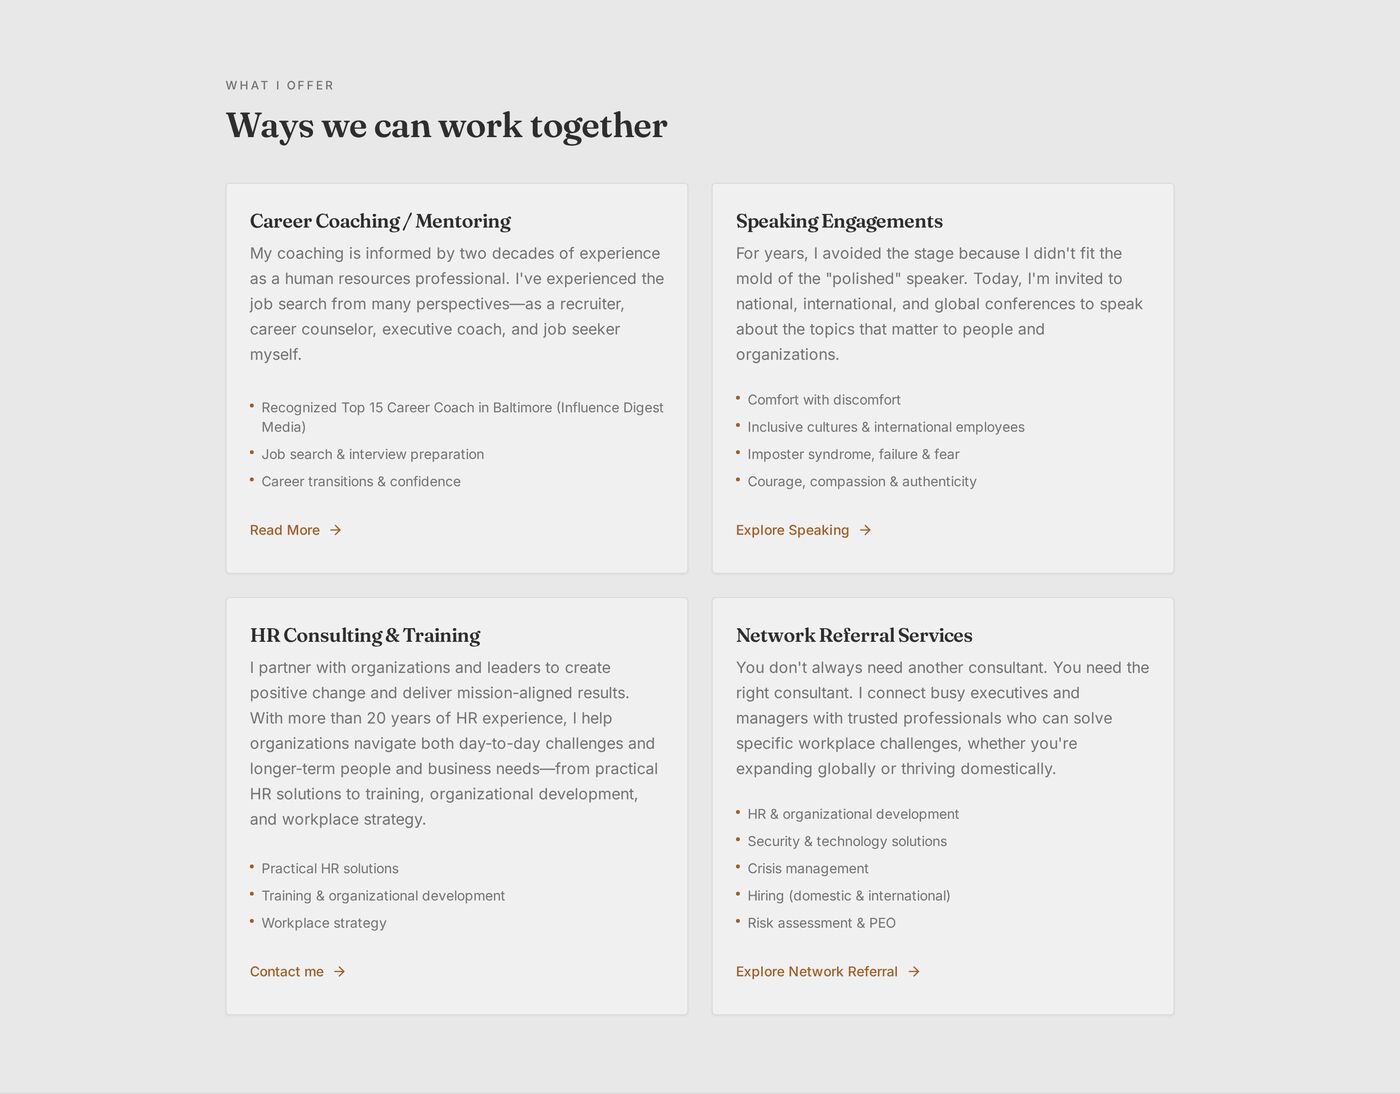 WHAT I OFFER
Ways we can work together
Career Coaching / Mentoring
My coaching is informed by two decades of experience
as a human resources professional. I've experienced the
job search from many perspectives—as a recruiter,
career counselor, executive coach, and job seeker
myself.
• Recognized Top 15 Career Coach in Baltimore (Influence Digest
Media)
• Job search & interview preparation
• Career transitions & confidence
Read More →
Speaking Engagements
For years, I avoided the stage because I didn't fit the
mold of the "polished" speaker. Today, I'm invited to
national, international, and global conferences to speak
about the topics that matter to people and
organizations.
• Comfort with discomfort
• Inclusive cultures & international employees
• Imposter syndrome, failure & fear
• Courage, compassion & authenticity
Explore Speaking →
HR Consulting & Training
I partner with organizations and leaders to create
positive change and deliver mission-aligned results.
With more than 20 years of HR experience, I help
organizations navigate both day-to-day challenges and
longer-term people and business needs—from practical
HR solutions to training, organizational development,
and workplace strategy.
• Practical HR solutions
• Training & organizational development
• Workplace strategy
Contact me →
Network Referral Services
You don't always need another consultant. You need the
right consultant. I connect busy executives and
managers with trusted professionals who can solve
specific workplace challenges, whether you're
expanding globally or thriving domestically.
• HR & organizational development
• Security & technology solutions
• Crisis management
• Hiring (domestic & international)
• Risk assessment & PEO
Explore Network Referral →